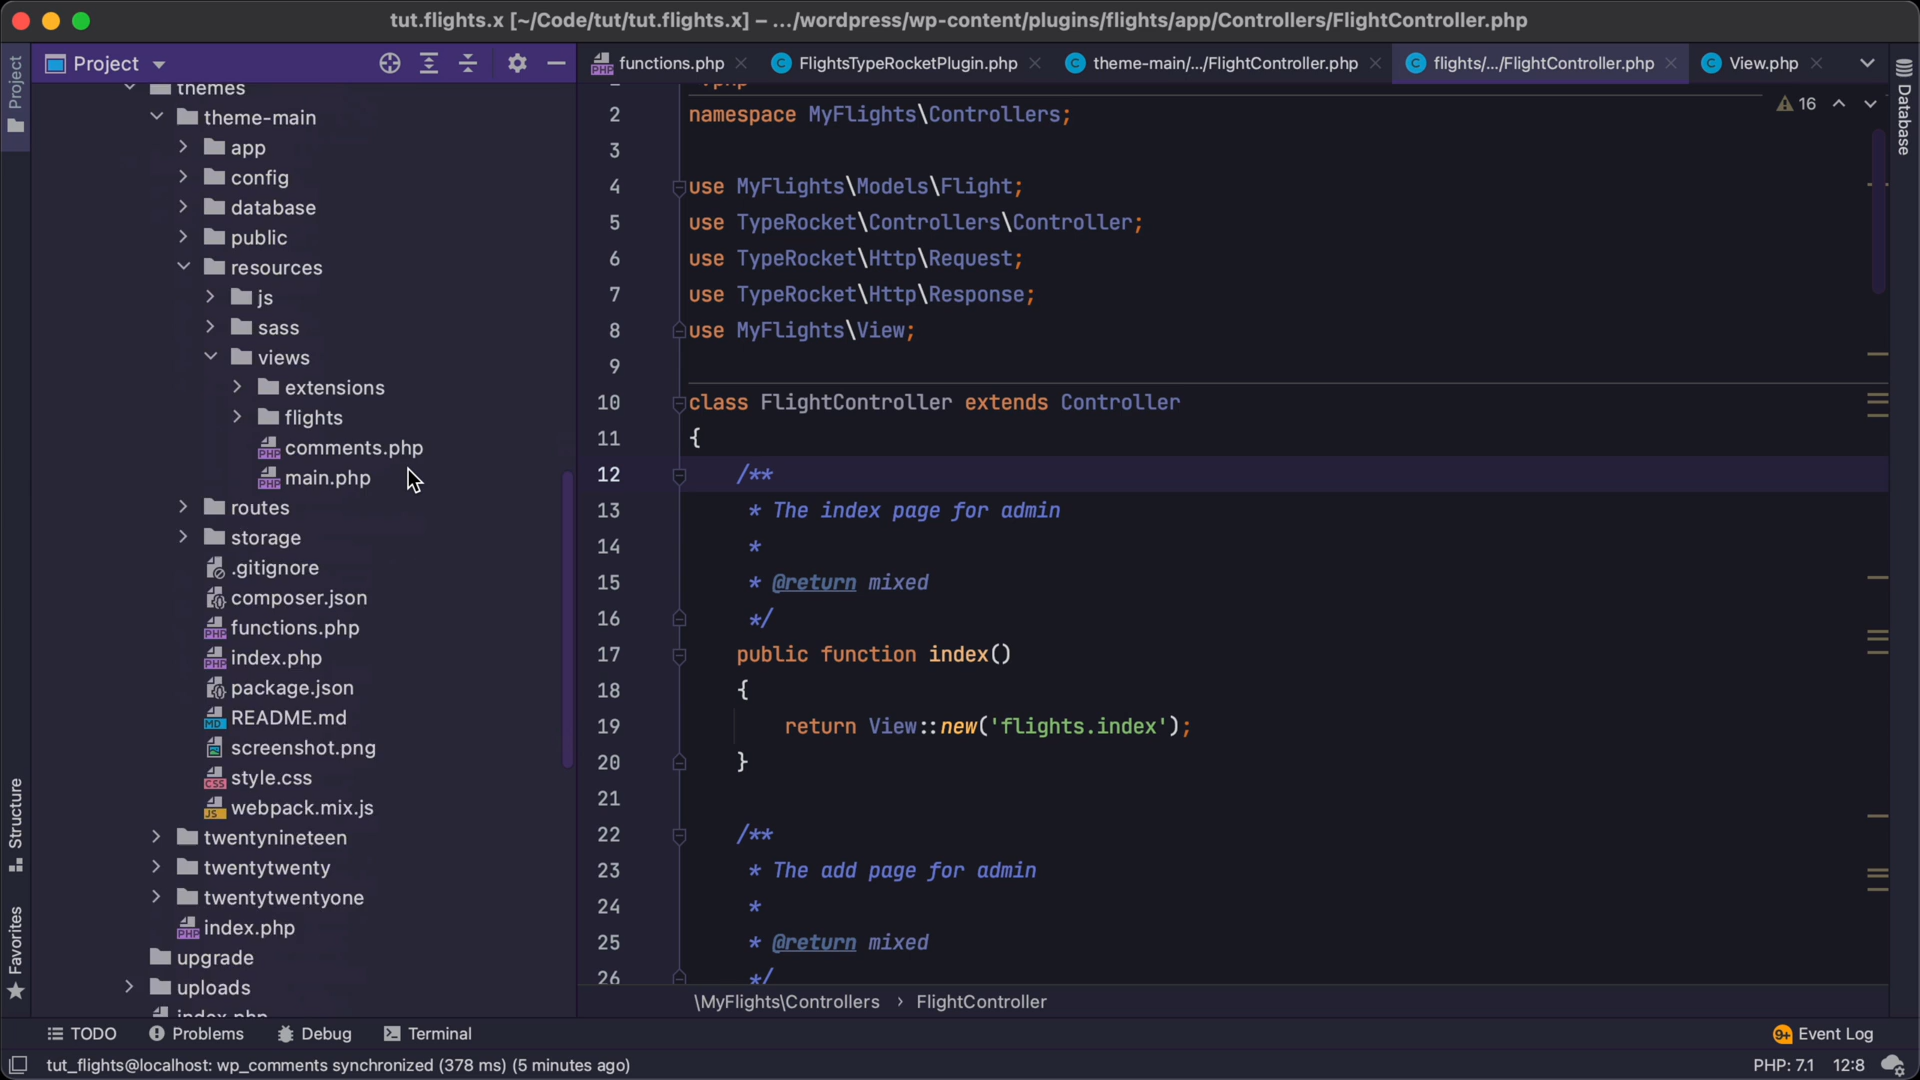 tut.flights.x [~/Code/tut/tut.flights.x] – .../wordpress/wp-content/plugins/flights/app/Controllers/FlightController.php
Project
Project
functions.php
FlightsTypeRocketPlugin.php
theme-main/.../FlightController.php
flights/.../FlightController.php
View.php
Database
16
themes
theme-main
app
config
database
public
resources
js
sass
views
extensions
flights
comments.php
main.php
routes
storage
.gitignore
composer.json
functions.php
index.php
package.json
README.md
screenshot.png
style.css
webpack.mix.js
twentynineteen
twentytwenty
twentytwentyone
index.php
upgrade
uploads
index.php
Structure
Favorites
1 <?php
2 namespace MyFlights\Controllers;
3
4 use MyFlights\Models\Flight;
5 use TypeRocket\Controllers\Controller;
6 use TypeRocket\Http\Request;
7 use TypeRocket\Http\Response;
8 use MyFlights\View;
9
10 class FlightController extends Controller
11 {
12 /**
13 * The index page for admin
14 *
15 * @return mixed
16 */
17 public function index()
18 {
19 return View::new('flights.index');
20 }
21
22 /**
23 * The add page for admin
24 *
25 * @return mixed
26 */
\MyFlights\Controllers › FlightController
TODO
Problems
Debug
Terminal
9+ Event Log
tut_flights@localhost: wp_comments synchronized (378 ms) (5 minutes ago)
PHP: 7.1
12:8